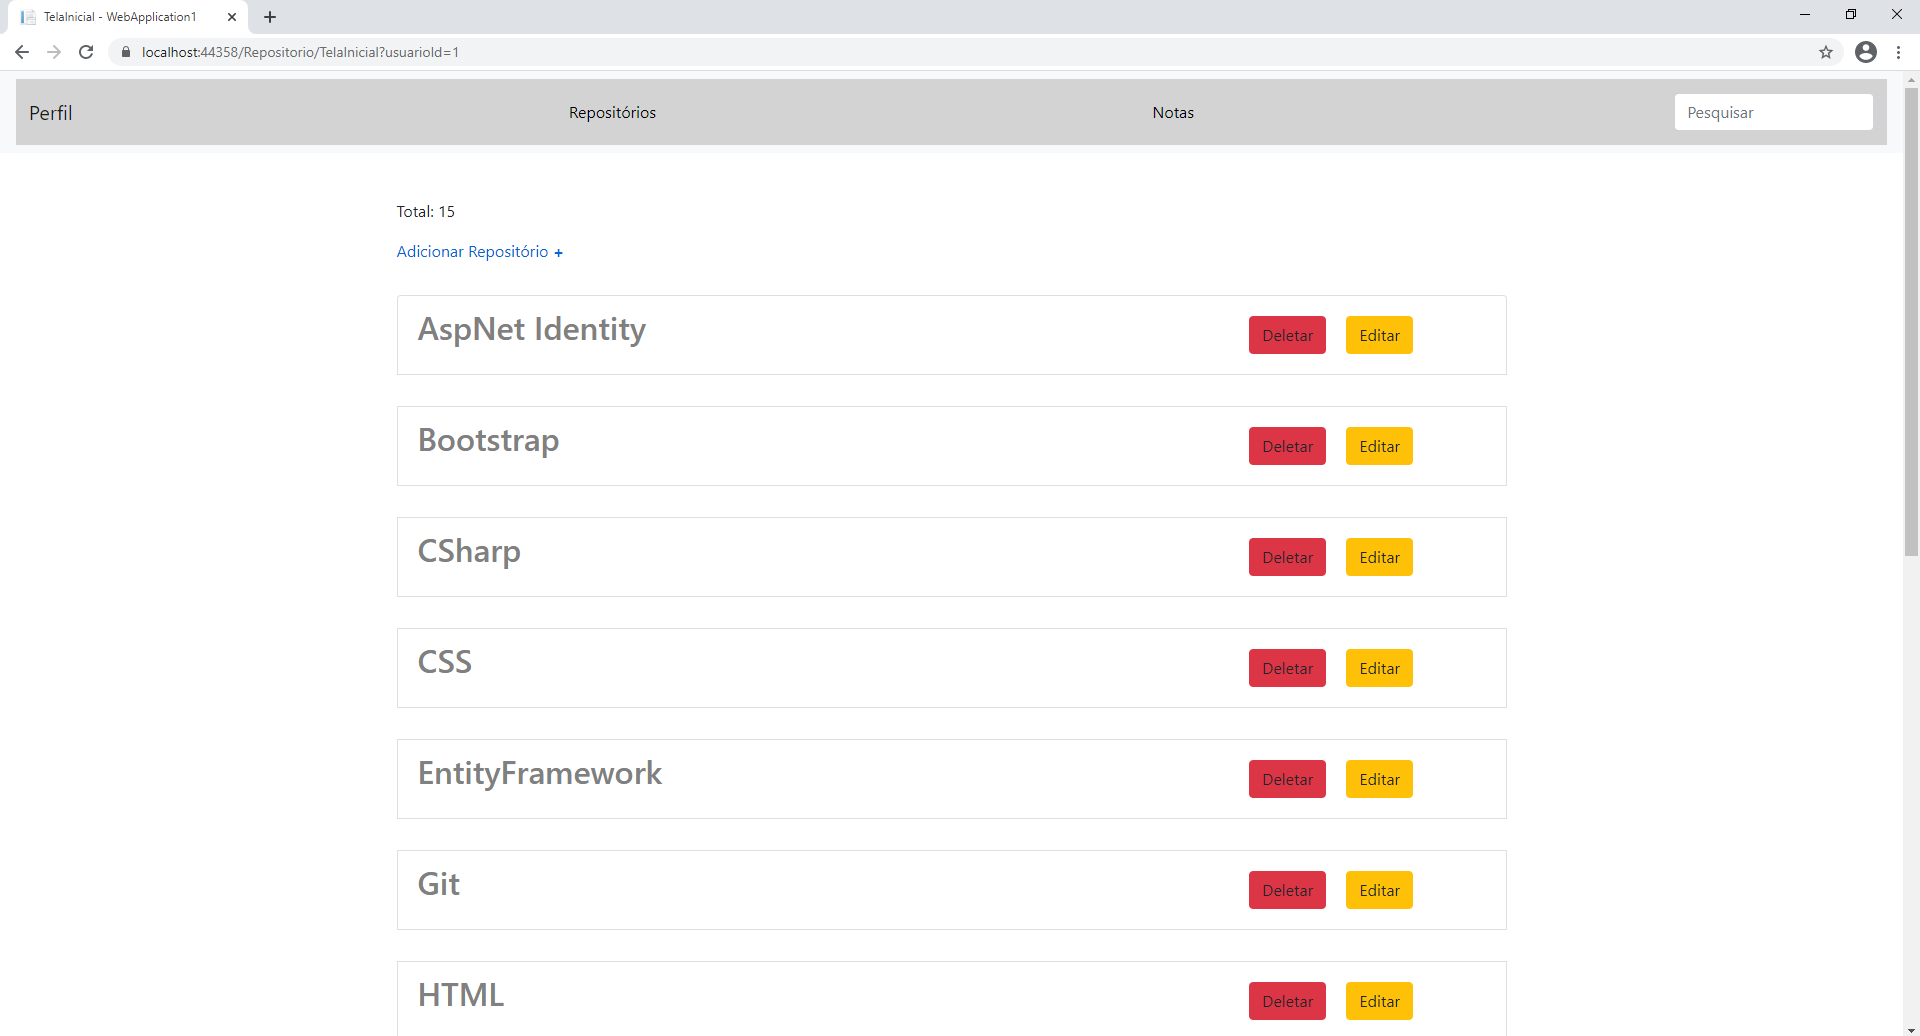 TelaInicial - WebApplication1
localhost:44358/Repositorio/TelaInicial?usuarioId=1
Perfil Repositórios Notas Pesquisar
Total: 15
Adicionar Repositório +
AspNet Identity Deletar Editar
Bootstrap Deletar Editar
CSharp Deletar Editar
CSS Deletar Editar
EntityFramework Deletar Editar
Git Deletar Editar
HTML Deletar Editar